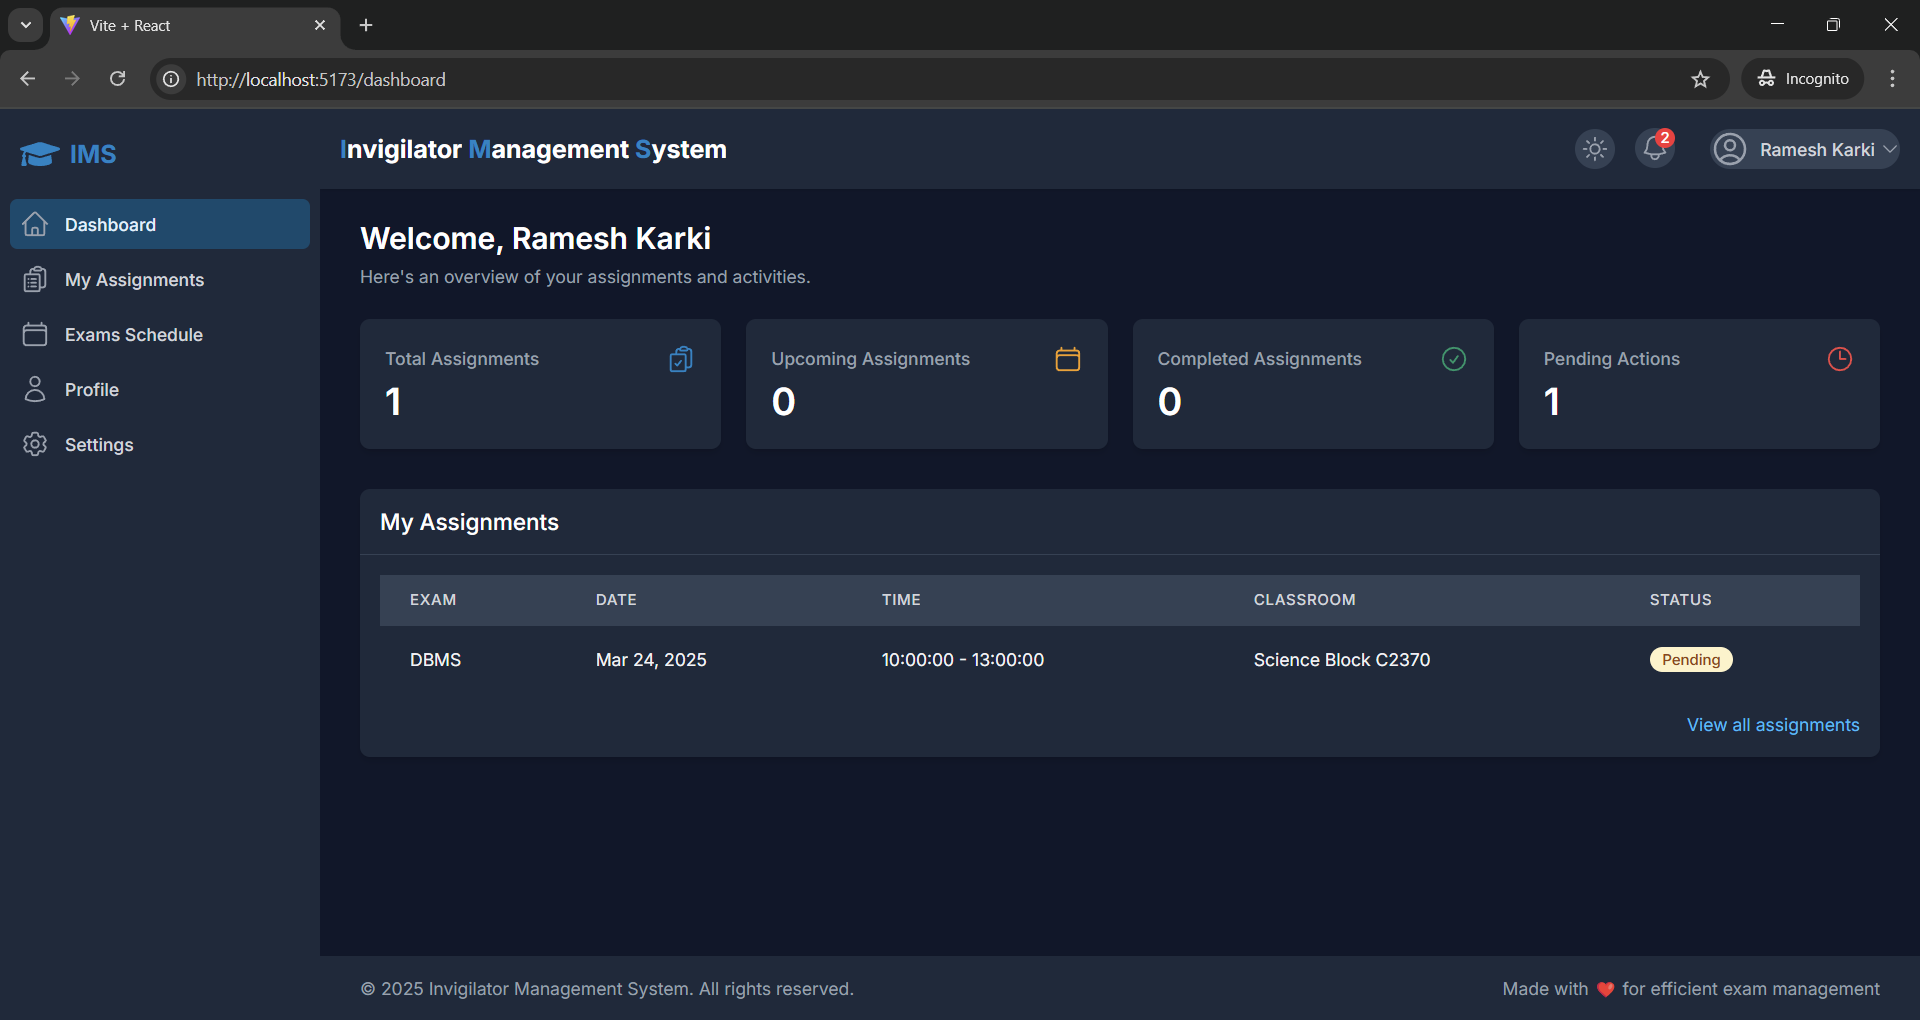 Vite + React
http://localhost:5173/dashboard
Incognito
IMS
Invigilator Management System
2
Ramesh Karki
Dashboard
My Assignments
Exams Schedule
Profile
Settings
Welcome, Ramesh Karki
Here's an overview of your assignments and activities.
Total Assignments
1
Upcoming Assignments
0
Completed Assignments
0
Pending Actions
1
My Assignments
EXAM DATE TIME CLASSROOM STATUS
DBMS Mar 24, 2025 10:00:00 - 13:00:00 Science Block C2370 Pending
View all assignments
© 2025 Invigilator Management System. All rights reserved.
Made with ❤️ for efficient exam management